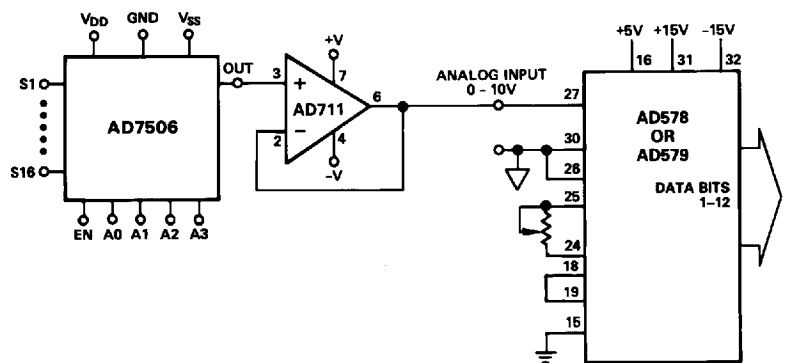 VDD GND VSS
S1
S16
AD7506
OUT
EN A0 A1 A2 A3
+V
3
+
7
AD711
6
2
−
4
−V
ANALOG INPUT
0 – 10V
+5V +15V −15V
16 31 32
27
30
26
25
24
18
19
15
AD578
OR
AD579
DATA BITS
1–12